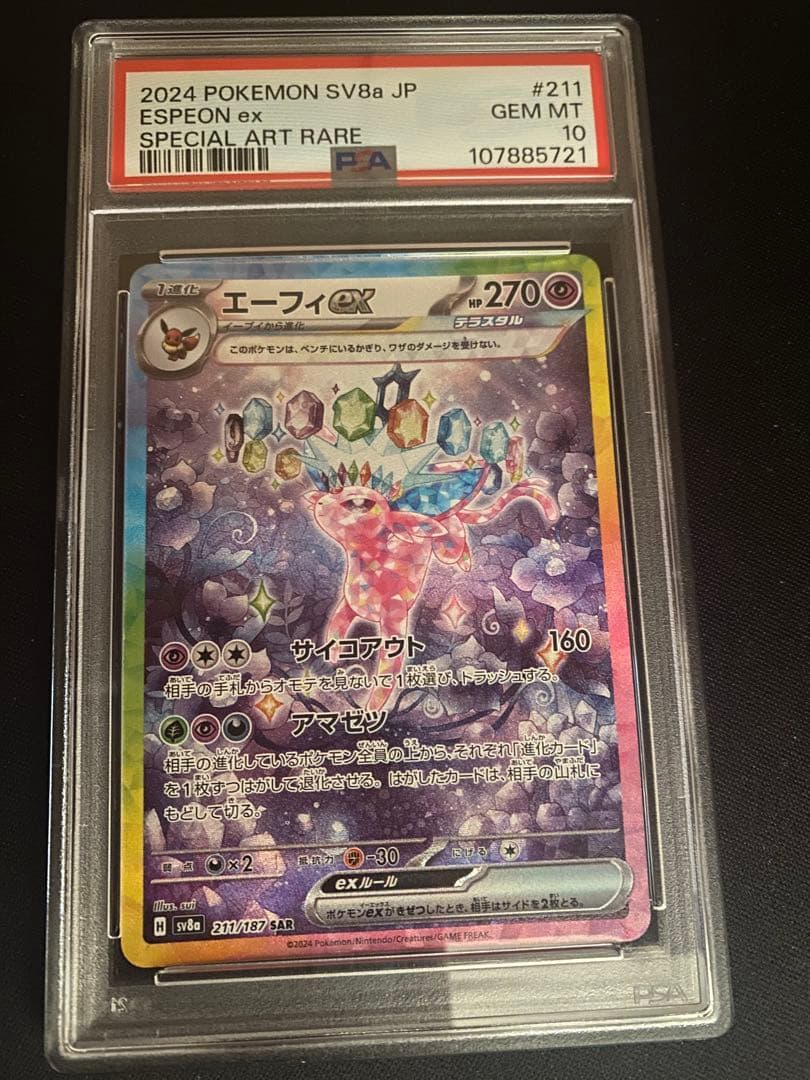 2024 POKEMON SV8a JP #211
ESPEON ex GEM MT
SPECIAL ART RARE 10
PSA 107885721
1進化 エーフィex HP270
イーブイから進化 テラスタル
このポケモンは、ベンチにいるかぎり、ワザのダメージを受けない。
サイコアウト 160
相手の手札からオモテを見ないで1枚選び、トラッシュする。
アマゼツ
相手の進化しているポケモン全員の上から、それぞれ「進化カード」
を1枚ずつはがして退化させる。はがしたカードは、相手の山札に
もどして切る。
弱点 ×2 抵抗力 -30 にげる
exルール
ポケモンexがきぜつしたとき、相手はサイドを2枚とる。
Illus. sui
H sv8a 211/187 SAR
©2024 Pokémon/Nintendo/Creatures/GAME FREAK.
PSA